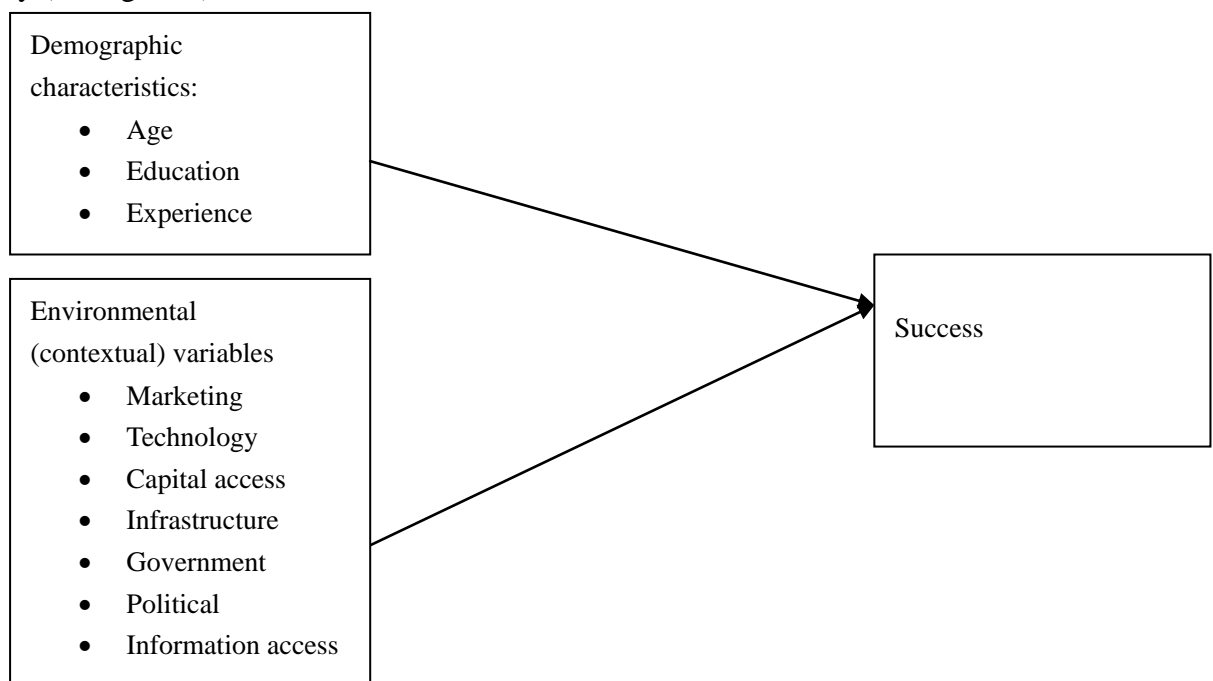 Demographic
characteristics:
• Age
• Education
• Experience
Environmental
(contextual) variables
• Marketing
• Technology
• Capital access
• Infrastructure
• Government
• Political
• Information access
Success